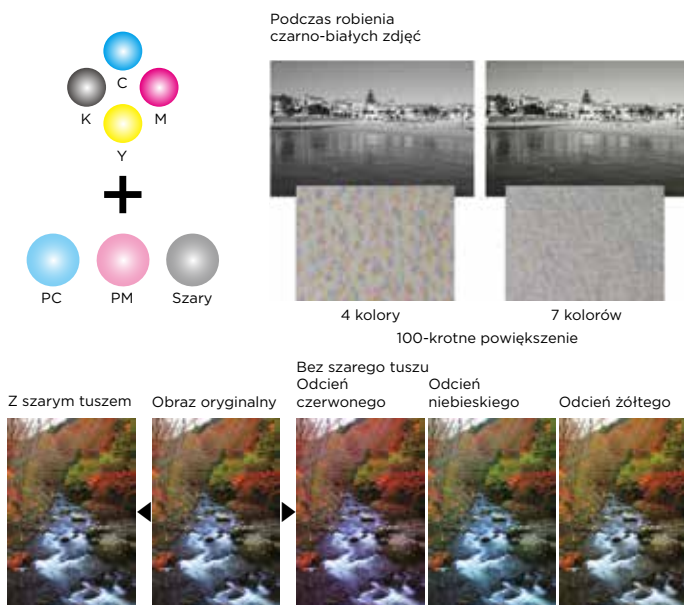 Podczas robienia
czarno-białych zdjęć
C
K
M
Y
PC
PM
Szary
4 kolory
7 kolorów
100-krotne powiększenie
Z szarym tuszem
Obraz oryginalny
Bez szarego tuszu
Odcień
czerwonego
Odcień
niebieskiego
Odcień żółtego